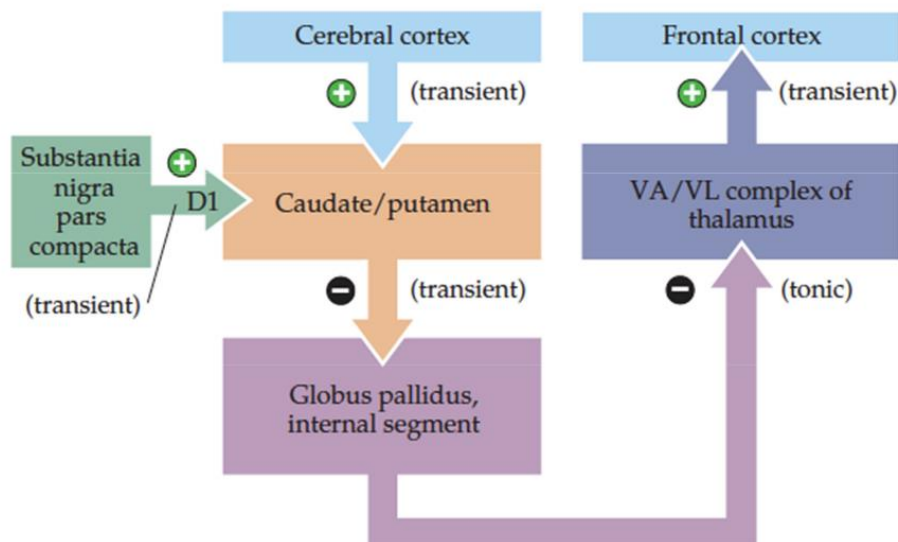 Cerebral cortex
Frontal cortex
+
(transient)
+
(transient)
Substantia
nigra
pars
compacta
+
D1
Caudate/putamen
VA/VL complex of
thalamus
(transient)
−
(transient)
−
(tonic)
Globus pallidus,
internal segment